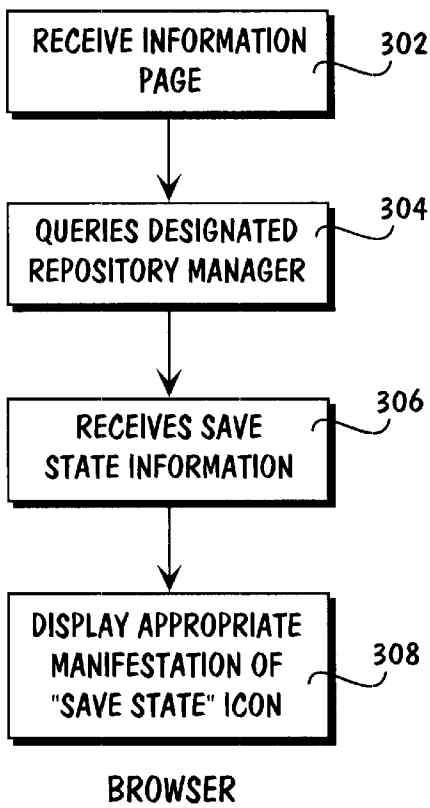 RECEIVE INFORMATION
PAGE
302
QUERIES DESIGNATED
REPOSITORY MANAGER
304
RECEIVES SAVE
STATE INFORMATION
306
DISPLAY APPROPRIATE
MANIFESTATION OF
"SAVE STATE" ICON
308
BROWSER